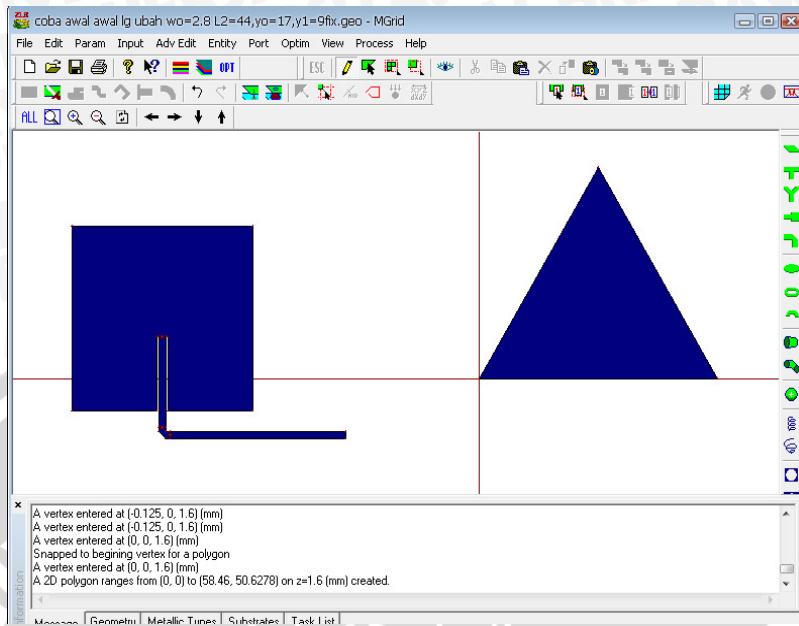 coba awal awal lg ubah wo=2.8 L2=44,yo=17,y1=9fix.geo - MGrid
File Edit Param Input Adv Edit Entity Port Optim View Process Help
OPT ESC
ALL
A vertex entered at (-0.125, 0, 1.6) (mm)
A vertex entered at (-0.125, 0, 1.6) (mm)
A vertex entered at (0, 0, 1.6) (mm)
Snapped to begining vertex for a polygon
A vertex entered at (0, 0, 1.6) (mm)
A 2D polygon ranges from (0, 0) to (58.46, 50.6278) on z=1.6 (mm) created.
Message Geometry Metallic Types Substrates Task List